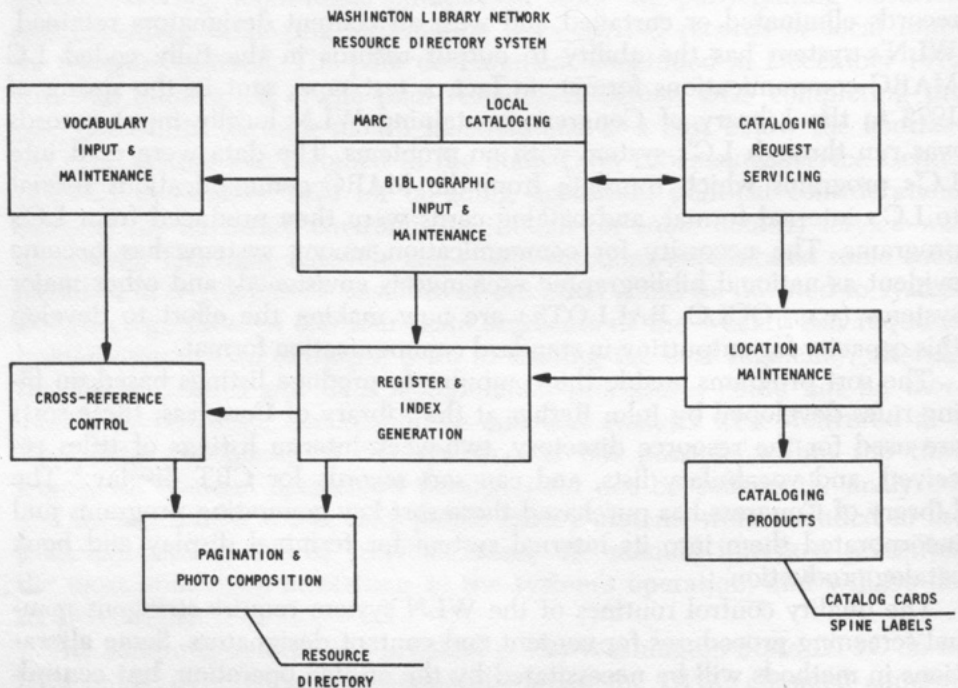 WASHINGTON LIBRARY NETWORK
RESOURCE DIRECTORY SYSTEM
VOCABULARY
INPUT &
MAINTENANCE
MARC
LOCAL
CATALOGING
BIBLIOGRAPHIC
INPUT
MAINTENANCE
CATALOGING
REQUEST
SERVICING
CROSS-REFERENCE
CONTROL
REGISTER &
INDEX
GENERATION
LOCATION DATA
MAINTENANCE
PAGINATION &
PHOTO COMPOSITION
CATALOGING
PRODUCTS
CATALOG CARDS
SPINE LABELS
RESOURCE
DIRECTORY